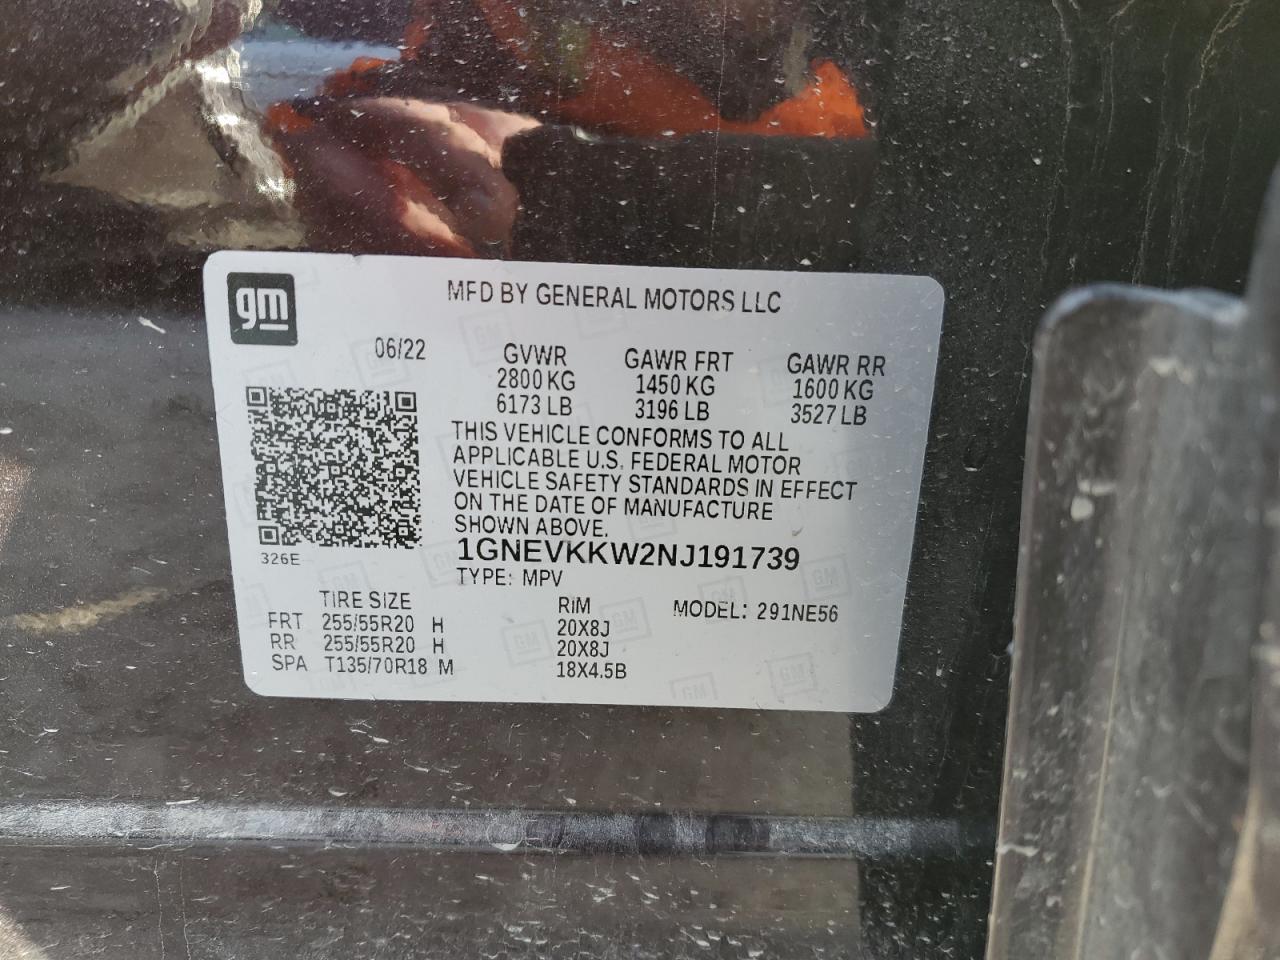 gm
MFD BY GENERAL MOTORS LLC
06/22
GVWR GAWR FRT GAWR RR
2800 KG 1450 KG 1600 KG
6173 LB 3196 LB 3527 LB
THIS VEHICLE CONFORMS TO ALL
APPLICABLE U.S. FEDERAL MOTOR
VEHICLE SAFETY STANDARDS IN EFFECT
ON THE DATE OF MANUFACTURE
SHOWN ABOVE.
326E
1GNEVKKW2NJ191739
TYPE: MPV
TIRE SIZE RIM MODEL: 291NE56
FRT 255/55R20 H 20X8J
RR 255/55R20 H 20X8J
SPA T135/70R18 M 18X4.5B